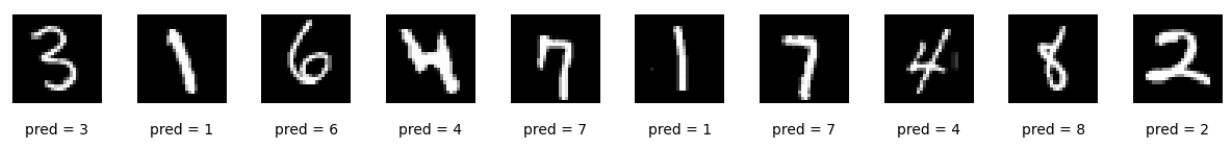 3 1 6 4 7 1 7 4 8 2
pred = 3 pred = 1 pred = 6 pred = 4 pred = 7 pred = 1 pred = 7 pred = 4 pred = 8 pred = 2